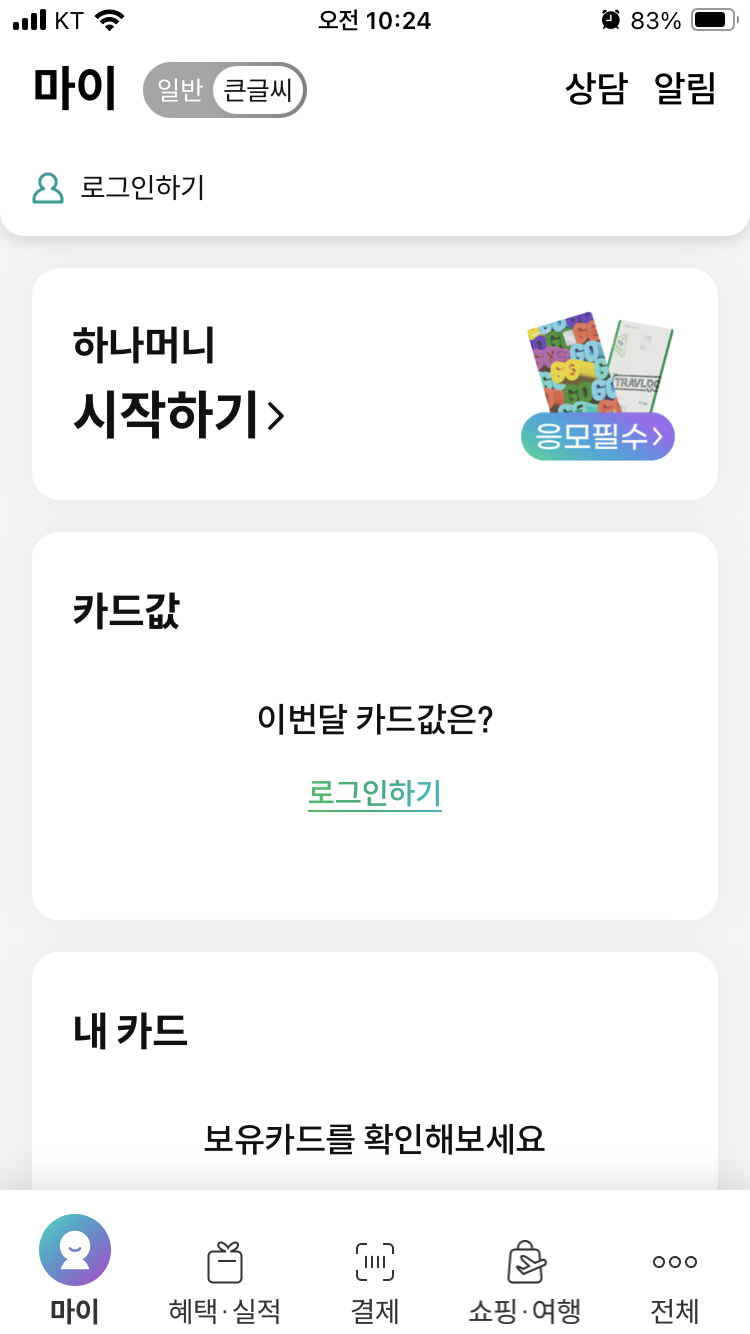 KT 오전 10:24 83%
마이 일반 큰글씨 상담 알림
로그인하기
하나머니
시작하기
TRAVLOG
응모필수
카드값
이번달 카드값은?
로그인하기
내 카드
보유카드를 확인해보세요
마이 혜택·실적 결제 쇼핑·여행 전체